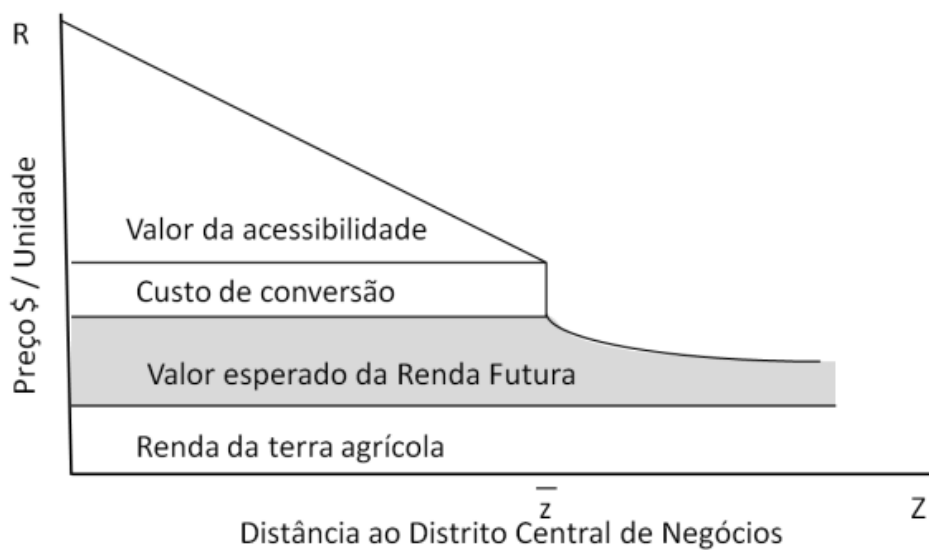 R
Preço $ / Unidade
Valor da acessibilidade
Custo de conversão
Valor esperado da Renda Futura
Renda da terra agrícola
z̅
Z
Distância ao Distrito Central de Negócios